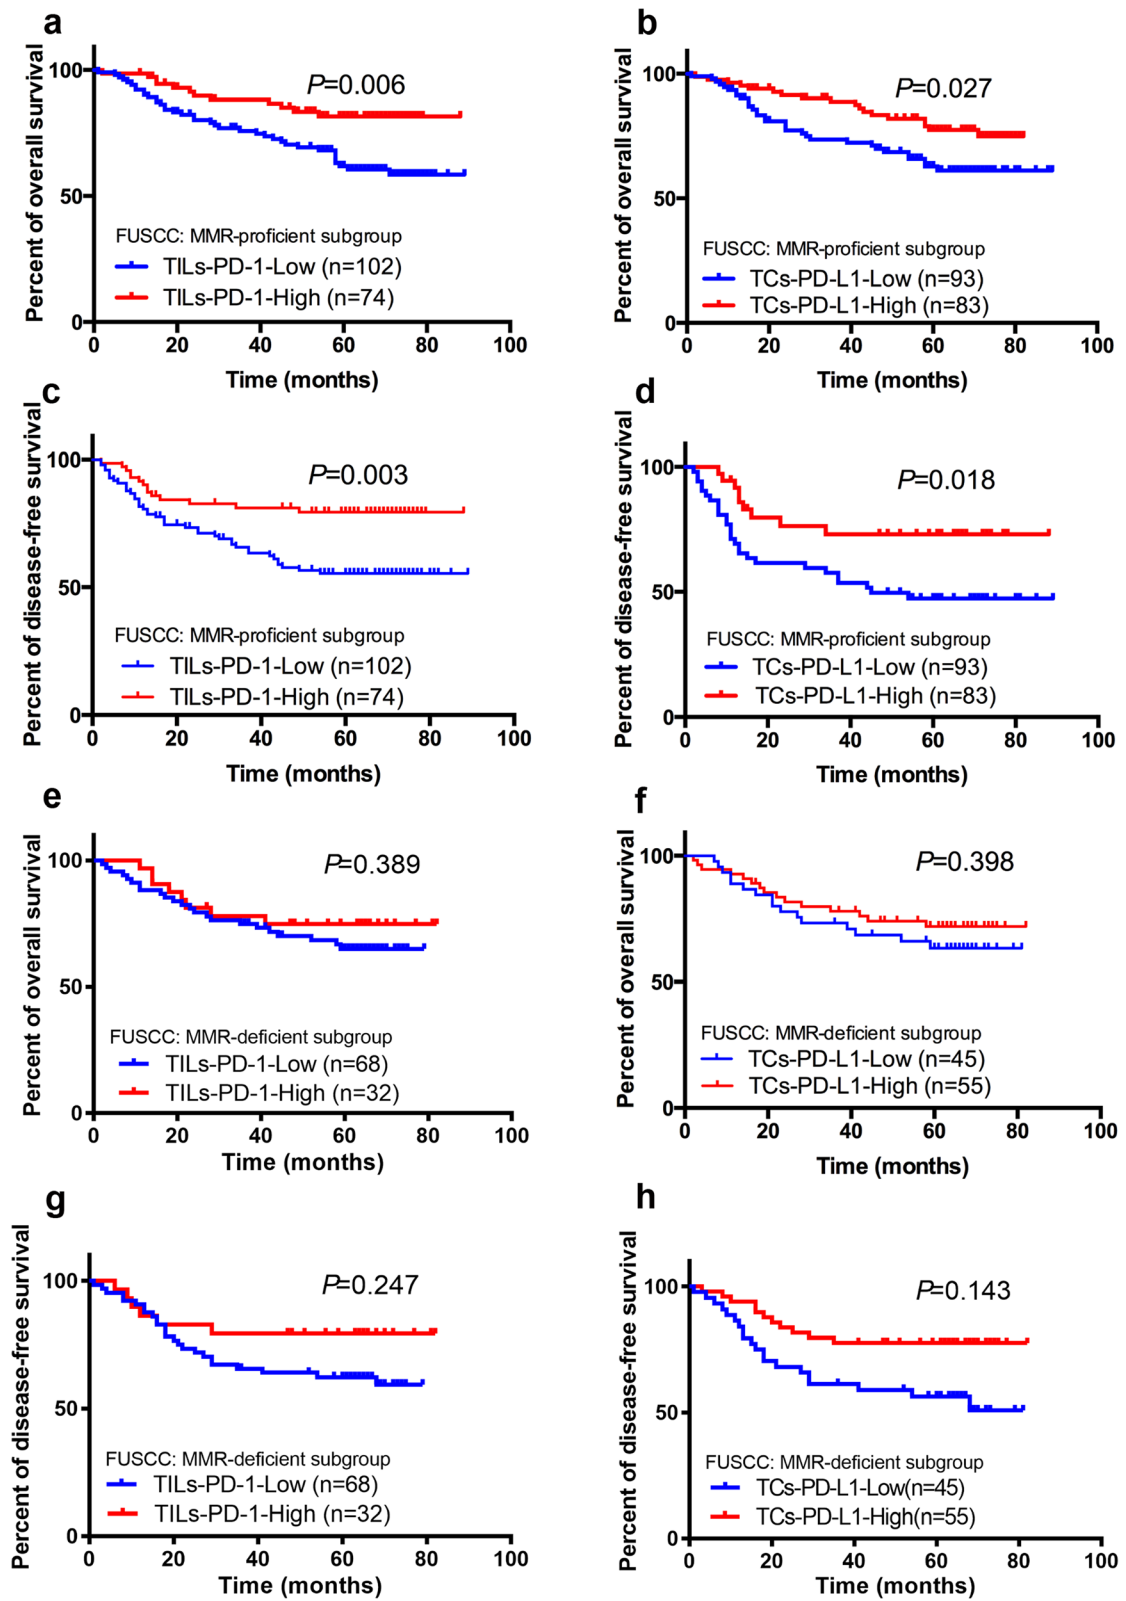 a
Percent of overall survival
100
50
0
P=0.006
FUSCC: MMR-proficient subgroup
TILs-PD-1-Low (n=102)
TILs-PD-1-High (n=74)
0 20 40 60 80 100
Time (months)
b
Percent of overall survival
100
50
0
P=0.027
FUSCC: MMR-proficient subgroup
TCs-PD-L1-Low (n=93)
TCs-PD-L1-High (n=83)
0 20 40 60 80 100
Time (months)
c
Percent of disease-free survival
100
50
0
P=0.003
FUSCC: MMR-proficient subgroup
TILs-PD-1-Low (n=102)
TILs-PD-1-High (n=74)
0 20 40 60 80 100
Time (months)
d
Percent of disease-free survival
100
50
0
P=0.018
FUSCC: MMR-proficient subgroup
TCs-PD-L1-Low (n=93)
TCs-PD-L1-High (n=83)
0 20 40 60 80 100
Time (months)
e
Percent of overall survival
100
50
0
P=0.389
FUSCC: MMR-deficient subgroup
TILs-PD-1-Low (n=68)
TILs-PD-1-High (n=32)
0 20 40 60 80 100
Time (months)
f
Percent of overall survival
100
50
0
P=0.398
FUSCC: MMR-deficient subgroup
TCs-PD-L1-Low (n=45)
TCs-PD-L1-High (n=55)
0 20 40 60 80 100
Time (months)
g
Percent of disease-free survival
100
50
0
P=0.247
FUSCC: MMR-deficient subgroup
TILs-PD-1-Low (n=68)
TILs-PD-1-High (n=32)
0 20 40 60 80 100
Time (months)
h
Percent of disease-free survival
100
50
0
P=0.143
FUSCC: MMR-deficient subgroup
TCs-PD-L1-Low(n=45)
TCs-PD-L1-High(n=55)
0 20 40 60 80 100
Time (months)